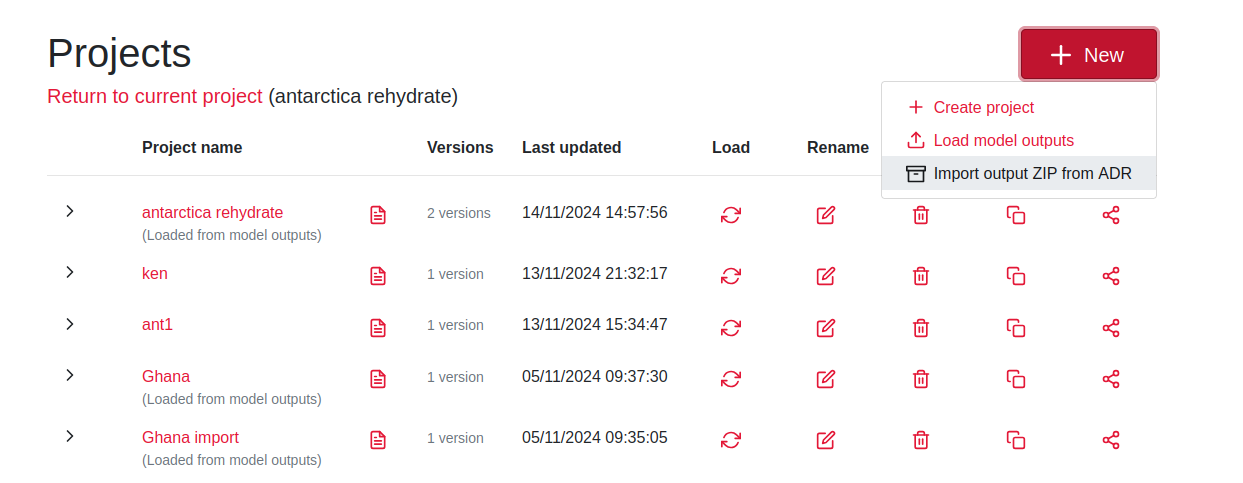 Projects
New
Return to current project (antarctica rehydrate)
Create project
Load model outputs
Import output ZIP from ADR
Project name Versions Last updated Load Rename
antarctica rehydrate 2 versions 14/11/2024 14:57:56
(Loaded from model outputs)
ken 1 version 13/11/2024 21:32:17
ant1 1 version 13/11/2024 15:34:47
Ghana 1 version 05/11/2024 09:37:30
(Loaded from model outputs)
Ghana import 1 version 05/11/2024 09:35:05
(Loaded from model outputs)